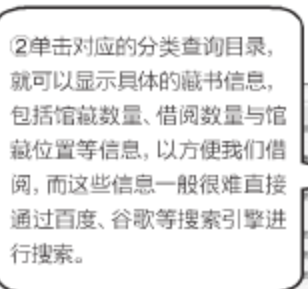 ②单击对应的分类查询目录，
就可以显示具体的藏书信息，
包括馆藏数量、借阅数量与馆
藏位置等信息，以方便我们借
阅，而这些信息一般很难直接
通过百度、谷歌等搜索引擎进
行搜索。